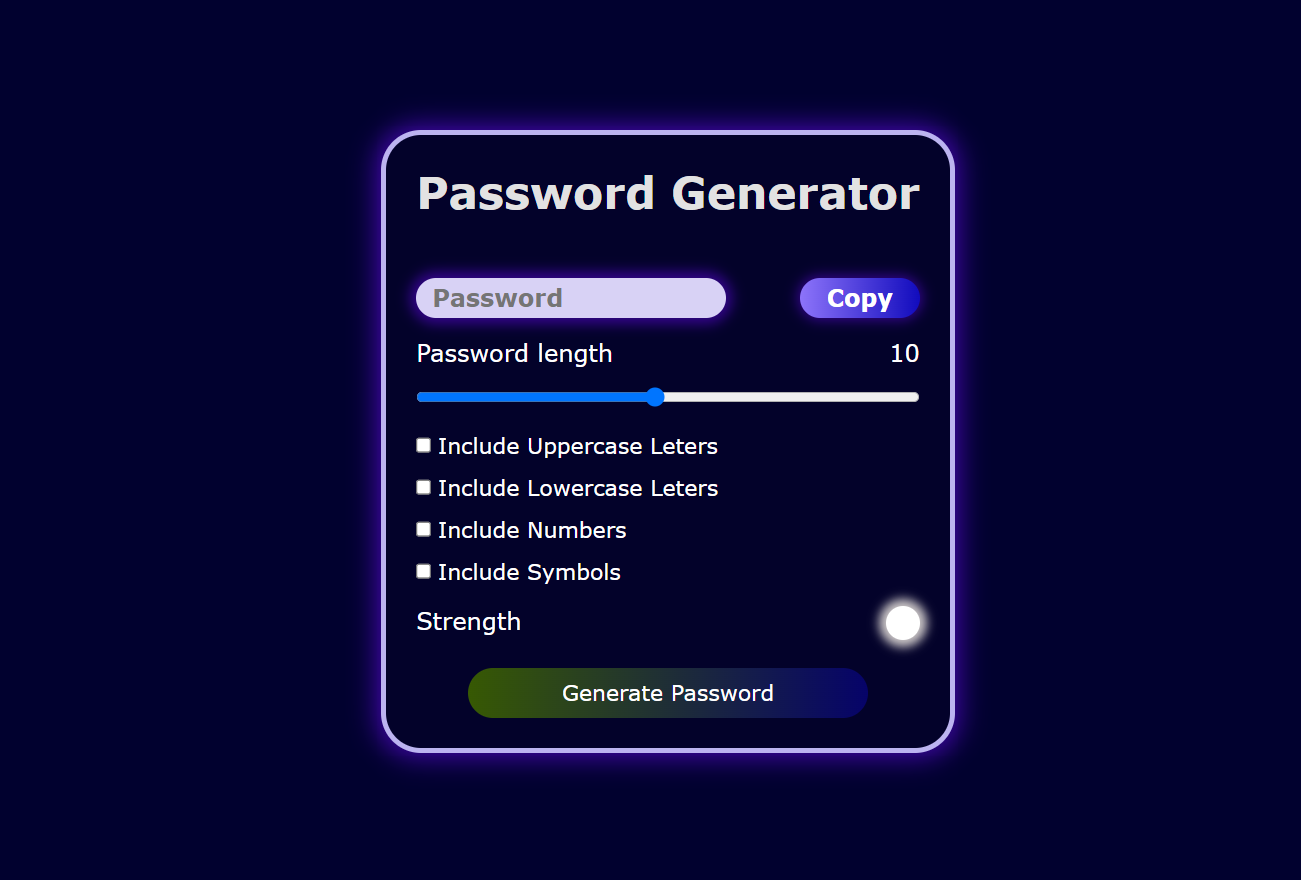 Password Generator
Password Copy
Password length 10
Include Uppercase Leters
Include Lowercase Leters
Include Numbers
Include Symbols
Strength
Generate Password